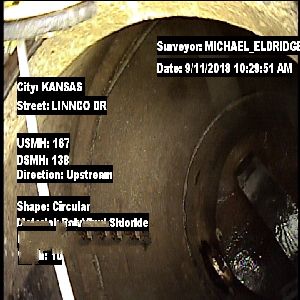 Surveyor: MICHAEL_ELDRIDGE
Date: 9/11/2018 10:29:51 AM
City: KANSAS
Street: LINNCO DR
USMH: 167
DSMH: 138
Direction: Upstream
Shape: Circular